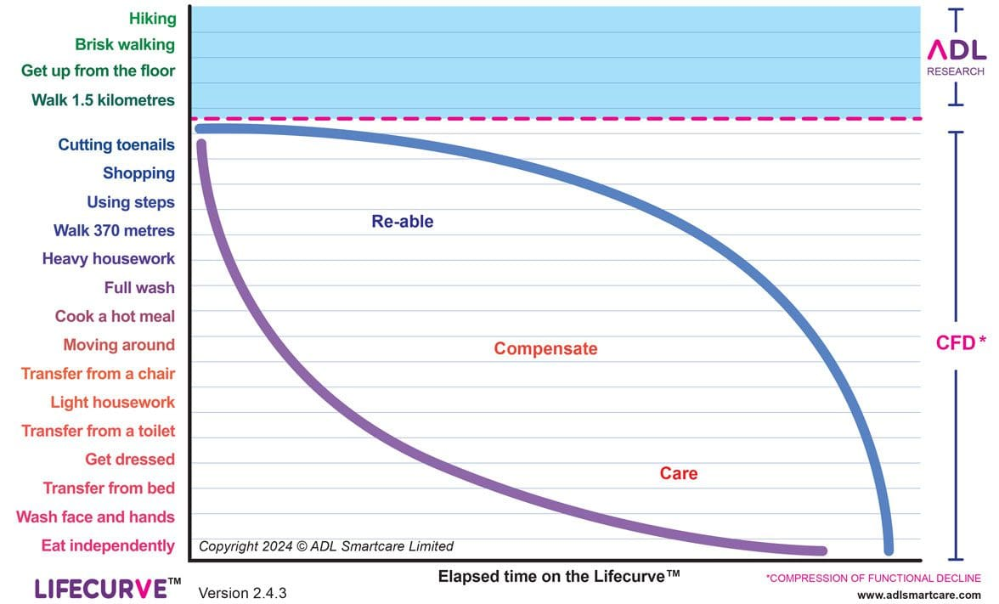 Hiking
Brisk walking
Get up from the floor
Walk 1.5 kilometres
Cutting toenails
Shopping
Using steps
Walk 370 metres
Heavy housework
Full wash
Cook a hot meal
Moving around
Transfer from a chair
Light housework
Transfer from a toilet
Get dressed
Transfer from bed
Wash face and hands
Eat independently
Re-able
Compensate
Care
Copyright 2024 © ADL Smartcare Limited
ADL
RESEARCH
CFD *
Elapsed time on the Lifecurve™
LIFECURVE™
Version 2.4.3
*COMPRESSION OF FUNCTIONAL DECLINE
www.adlsmartcare.com